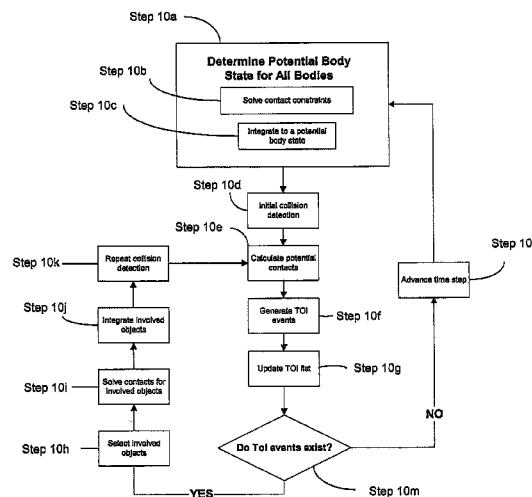 Step 10a
Determine Potential Body
State for All Bodies
Step 10b
Solve contact constraints
Step 10c
Integrate to a potential
body state
Step 10d
Initial collision
detection
Step 10e
Calculate potential
contacts
Step 10k
Repeat collision
detection
Step 10
Advance time step
Step 10j
Integrate involved
objects
Generate TOI
events
Step 10f
Step 10i
Solve contacts for
involved objects
Update TOI list
Step 10g
Step 10h
Select involved
objects
Do ToI events exist?
NO
YES
Step 10m